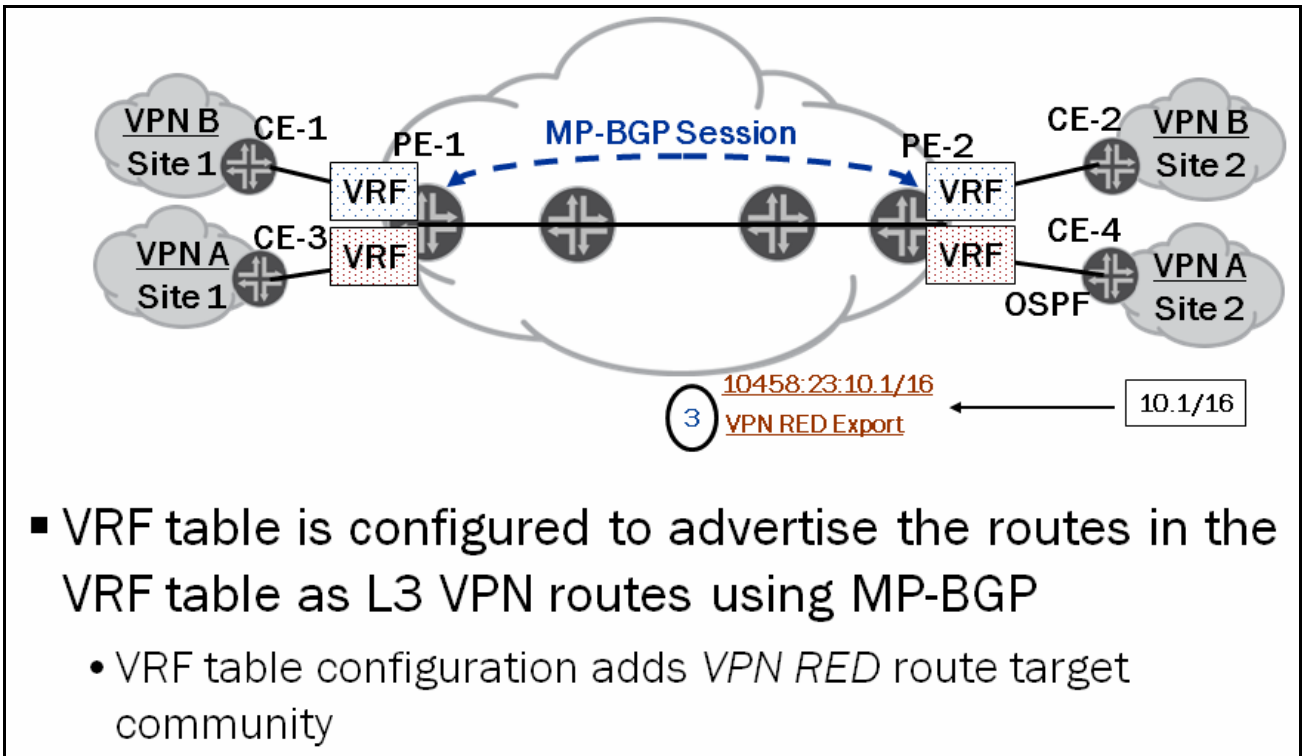 VPN B
Site 1
CE-1
PE-1
MP-BGP Session
PE-2
CE-2
VPN B
Site 2
VRF
VRF
VPN A
Site 1
CE-3
VRF
VRF
CE-4
VPN A
Site 2
OSPF
3
10458:23:10.1/16
VPN RED Export
10.1/16
▪ VRF table is configured to advertise the routes in the
VRF table as L3 VPN routes using MP-BGP
• VRF table configuration adds VPN RED route target
community